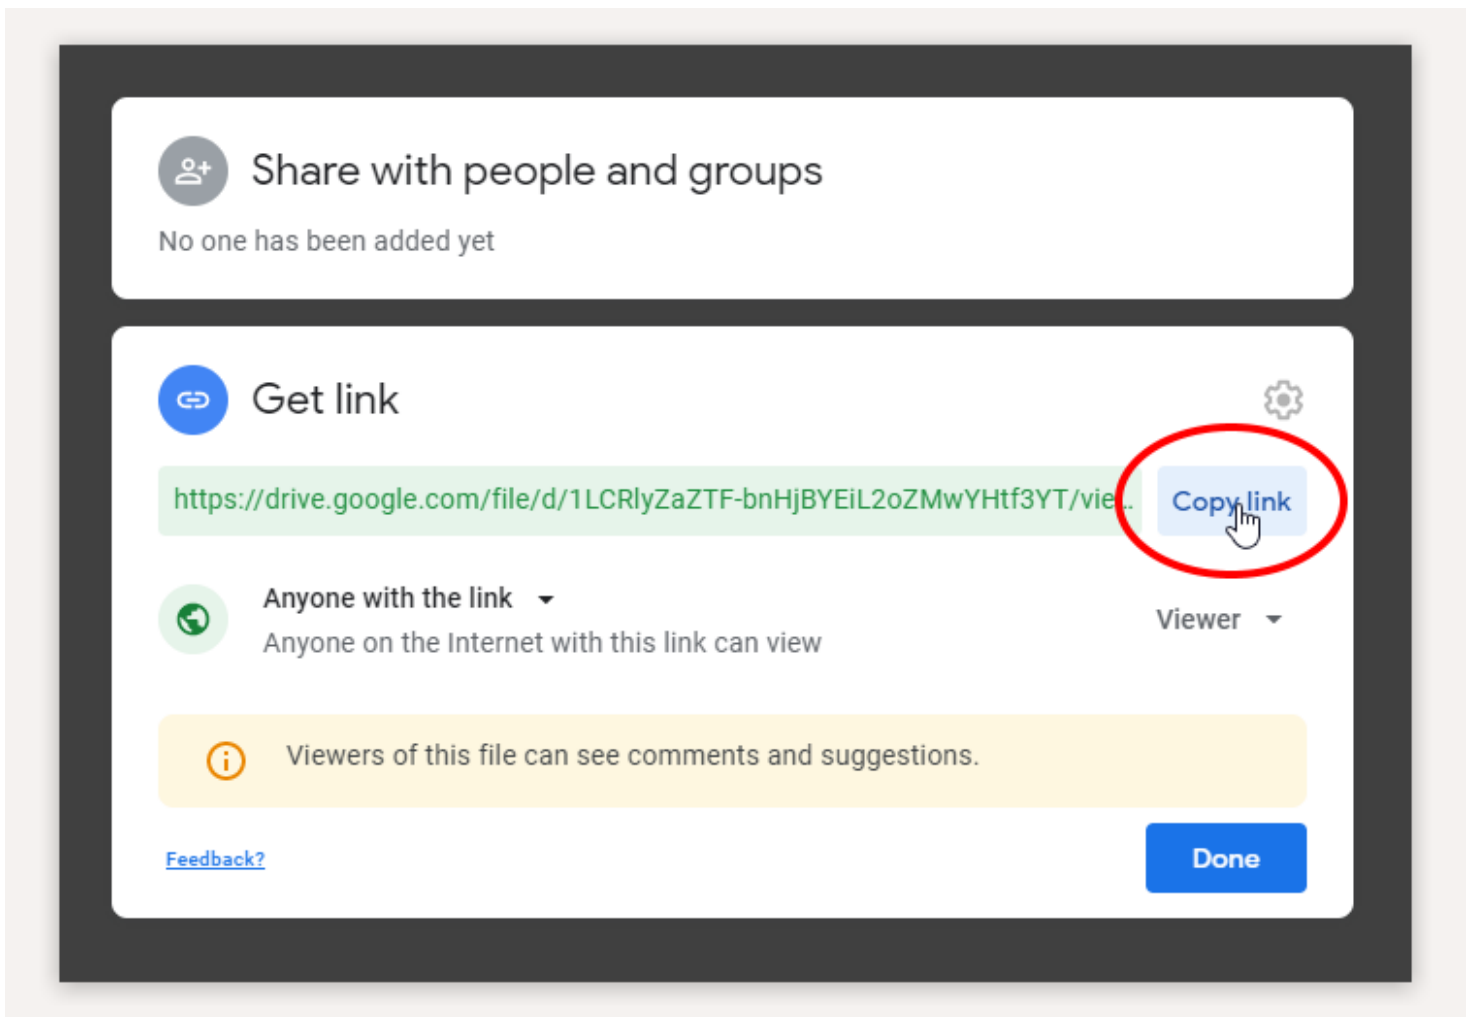 Share with people and groups
No one has been added yet
Get link
https://drive.google.com/file/d/1LCRlyZaZTF-bnHjBYEiL2oZMwYHtf3YT/vie...
Copy link
Anyone with the link
Anyone on the Internet with this link can view
Viewer
Viewers of this file can see comments and suggestions.
Feedback?
Done